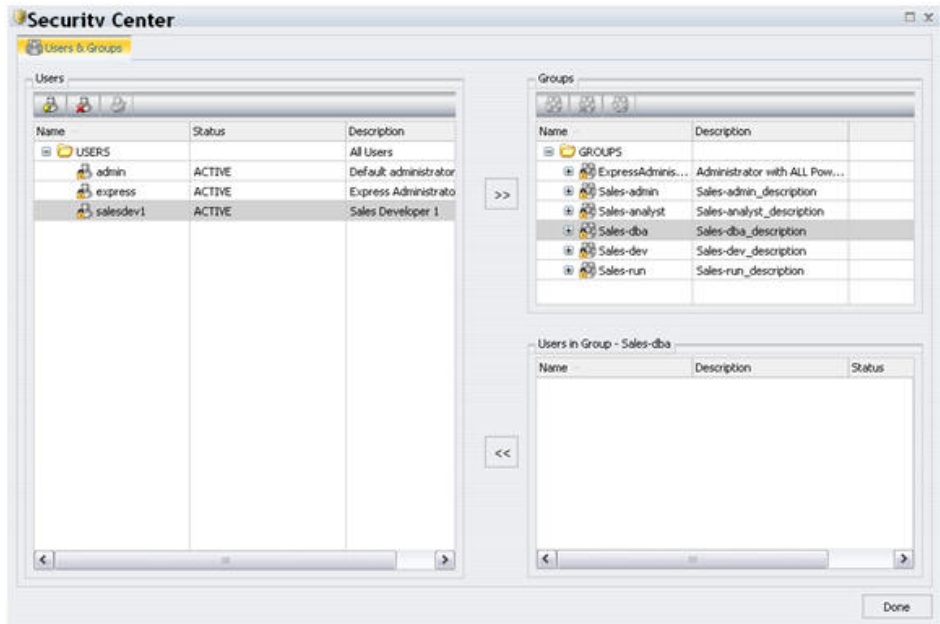 Security Center
Users & Groups
Users
Name Status Description
USERS All Users
admin ACTIVE Default administrator
express ACTIVE Express Administrato
salesdev1 ACTIVE Sales Developer 1
>>
<<
Groups
Name Description
GROUPS
ExpressAdminis... Administrator with ALL Pow...
Sales-admin Sales-admin_description
Sales-analyst Sales-analyst_description
Sales-dba Sales-dba_description
Sales-dev Sales-dev_description
Sales-run Sales-run_description
Users in Group - Sales-dba
Name Description Status
Done